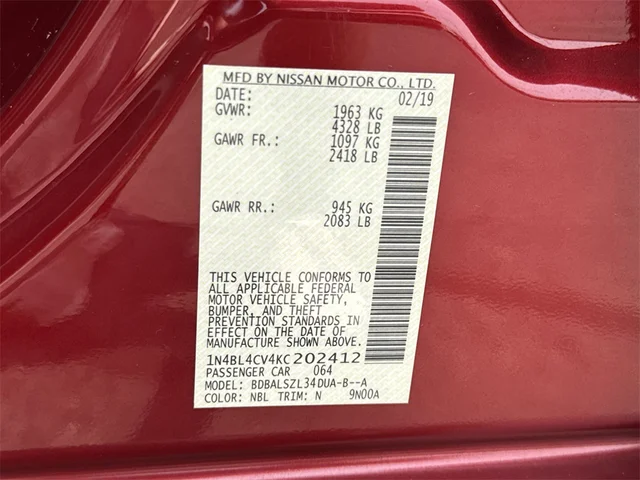 MFD BY NISSAN MOTOR CO., LTD.
DATE: 02/19
GVWR: 1963 KG
4328 LB
GAWR FR.: 1097 KG
2418 LB
GAWR RR.: 945 KG
2083 LB
THIS VEHICLE CONFORMS TO
ALL APPLICABLE FEDERAL
MOTOR VEHICLE SAFETY,
BUMPER, AND THEFT
PREVENTION STANDARDS IN
EFFECT ON THE DATE OF
MANUFACTURE SHOWN ABOVE.
1N4BL4CV4KC202412
PASSENGER CAR 064
MODEL: BDBALSZL34DUA-B--A
COLOR: NBL TRIM: N 9N00A